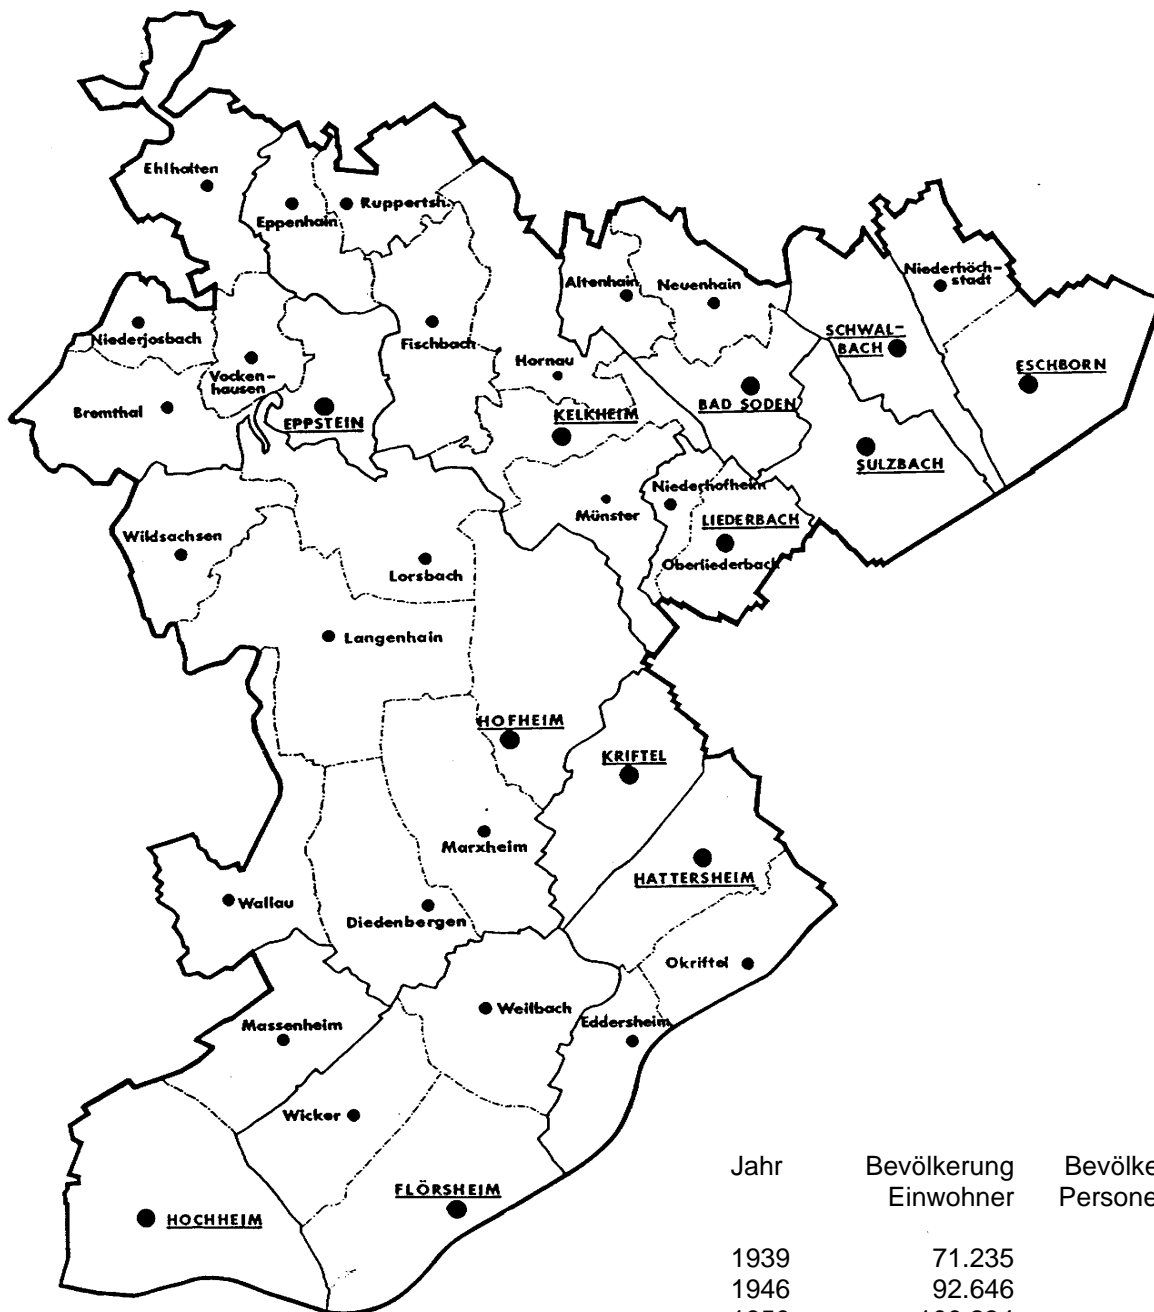 Ehlhalten
Eppenhain
Ruppertsh.
Altenhain
Neuenhain
Niederhöch-
stadt
Niederjosbach
Vocken-
hausen
Fischbach
Hornau
SCHWAL-
BACH
ESCHBORN
Bremthal
EPPSTEIN
KELKHEIM
BAD SODEN
SULZBACH
Wildsachsen
Lorsbach
Münster
Niederhofheim
LIEDERBACH
Oberliederbach
Langenhain
HOFHEIM
KRIFTEL
Marxheim
HATTERSHEIM
Wallau
Diedenbergen
Okriftel
Massenheim
Weilbach
Eddersheim
Wicker
FLÖRSHEIM
HOCHHEIM
Jahr Bevölkerung Bevölke
Einwohner Persone
1939 71.235
1946 92.646